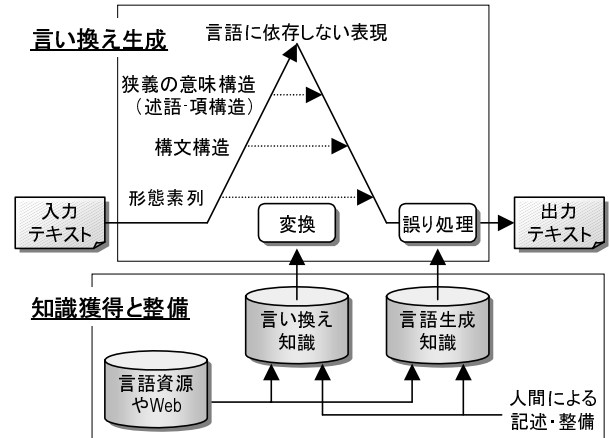 言い換え生成
言語に依存しない表現
狭義の意味構造
(述語-項構造)
構文構造
形態素列
入力
テキスト
変換
誤り処理
出力
テキスト
知識獲得と整備
言い換え
知識
言語生成
知識
言語資源
やWeb
人間による
記述・整備